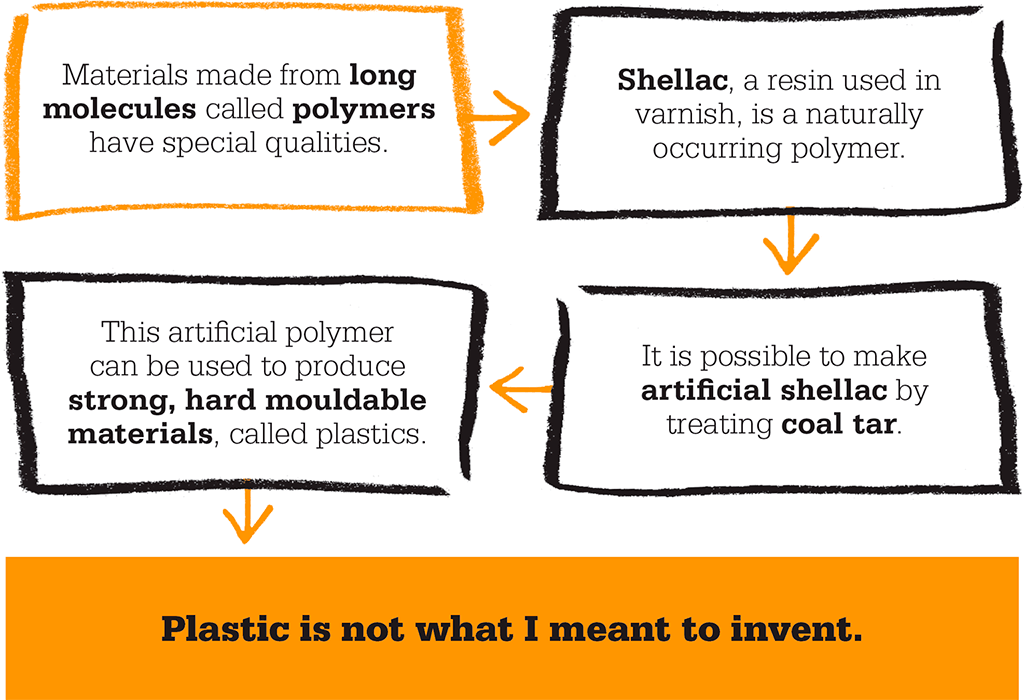 Materials made from long
molecules called polymers
have special qualities.
Shellac, a resin used in
varnish, is a naturally
occurring polymer.
It is possible to make
artificial shellac by
treating coal tar.
This artificial polymer
can be used to produce
strong, hard mouldable
materials, called plastics.
Plastic is not what I meant to invent.